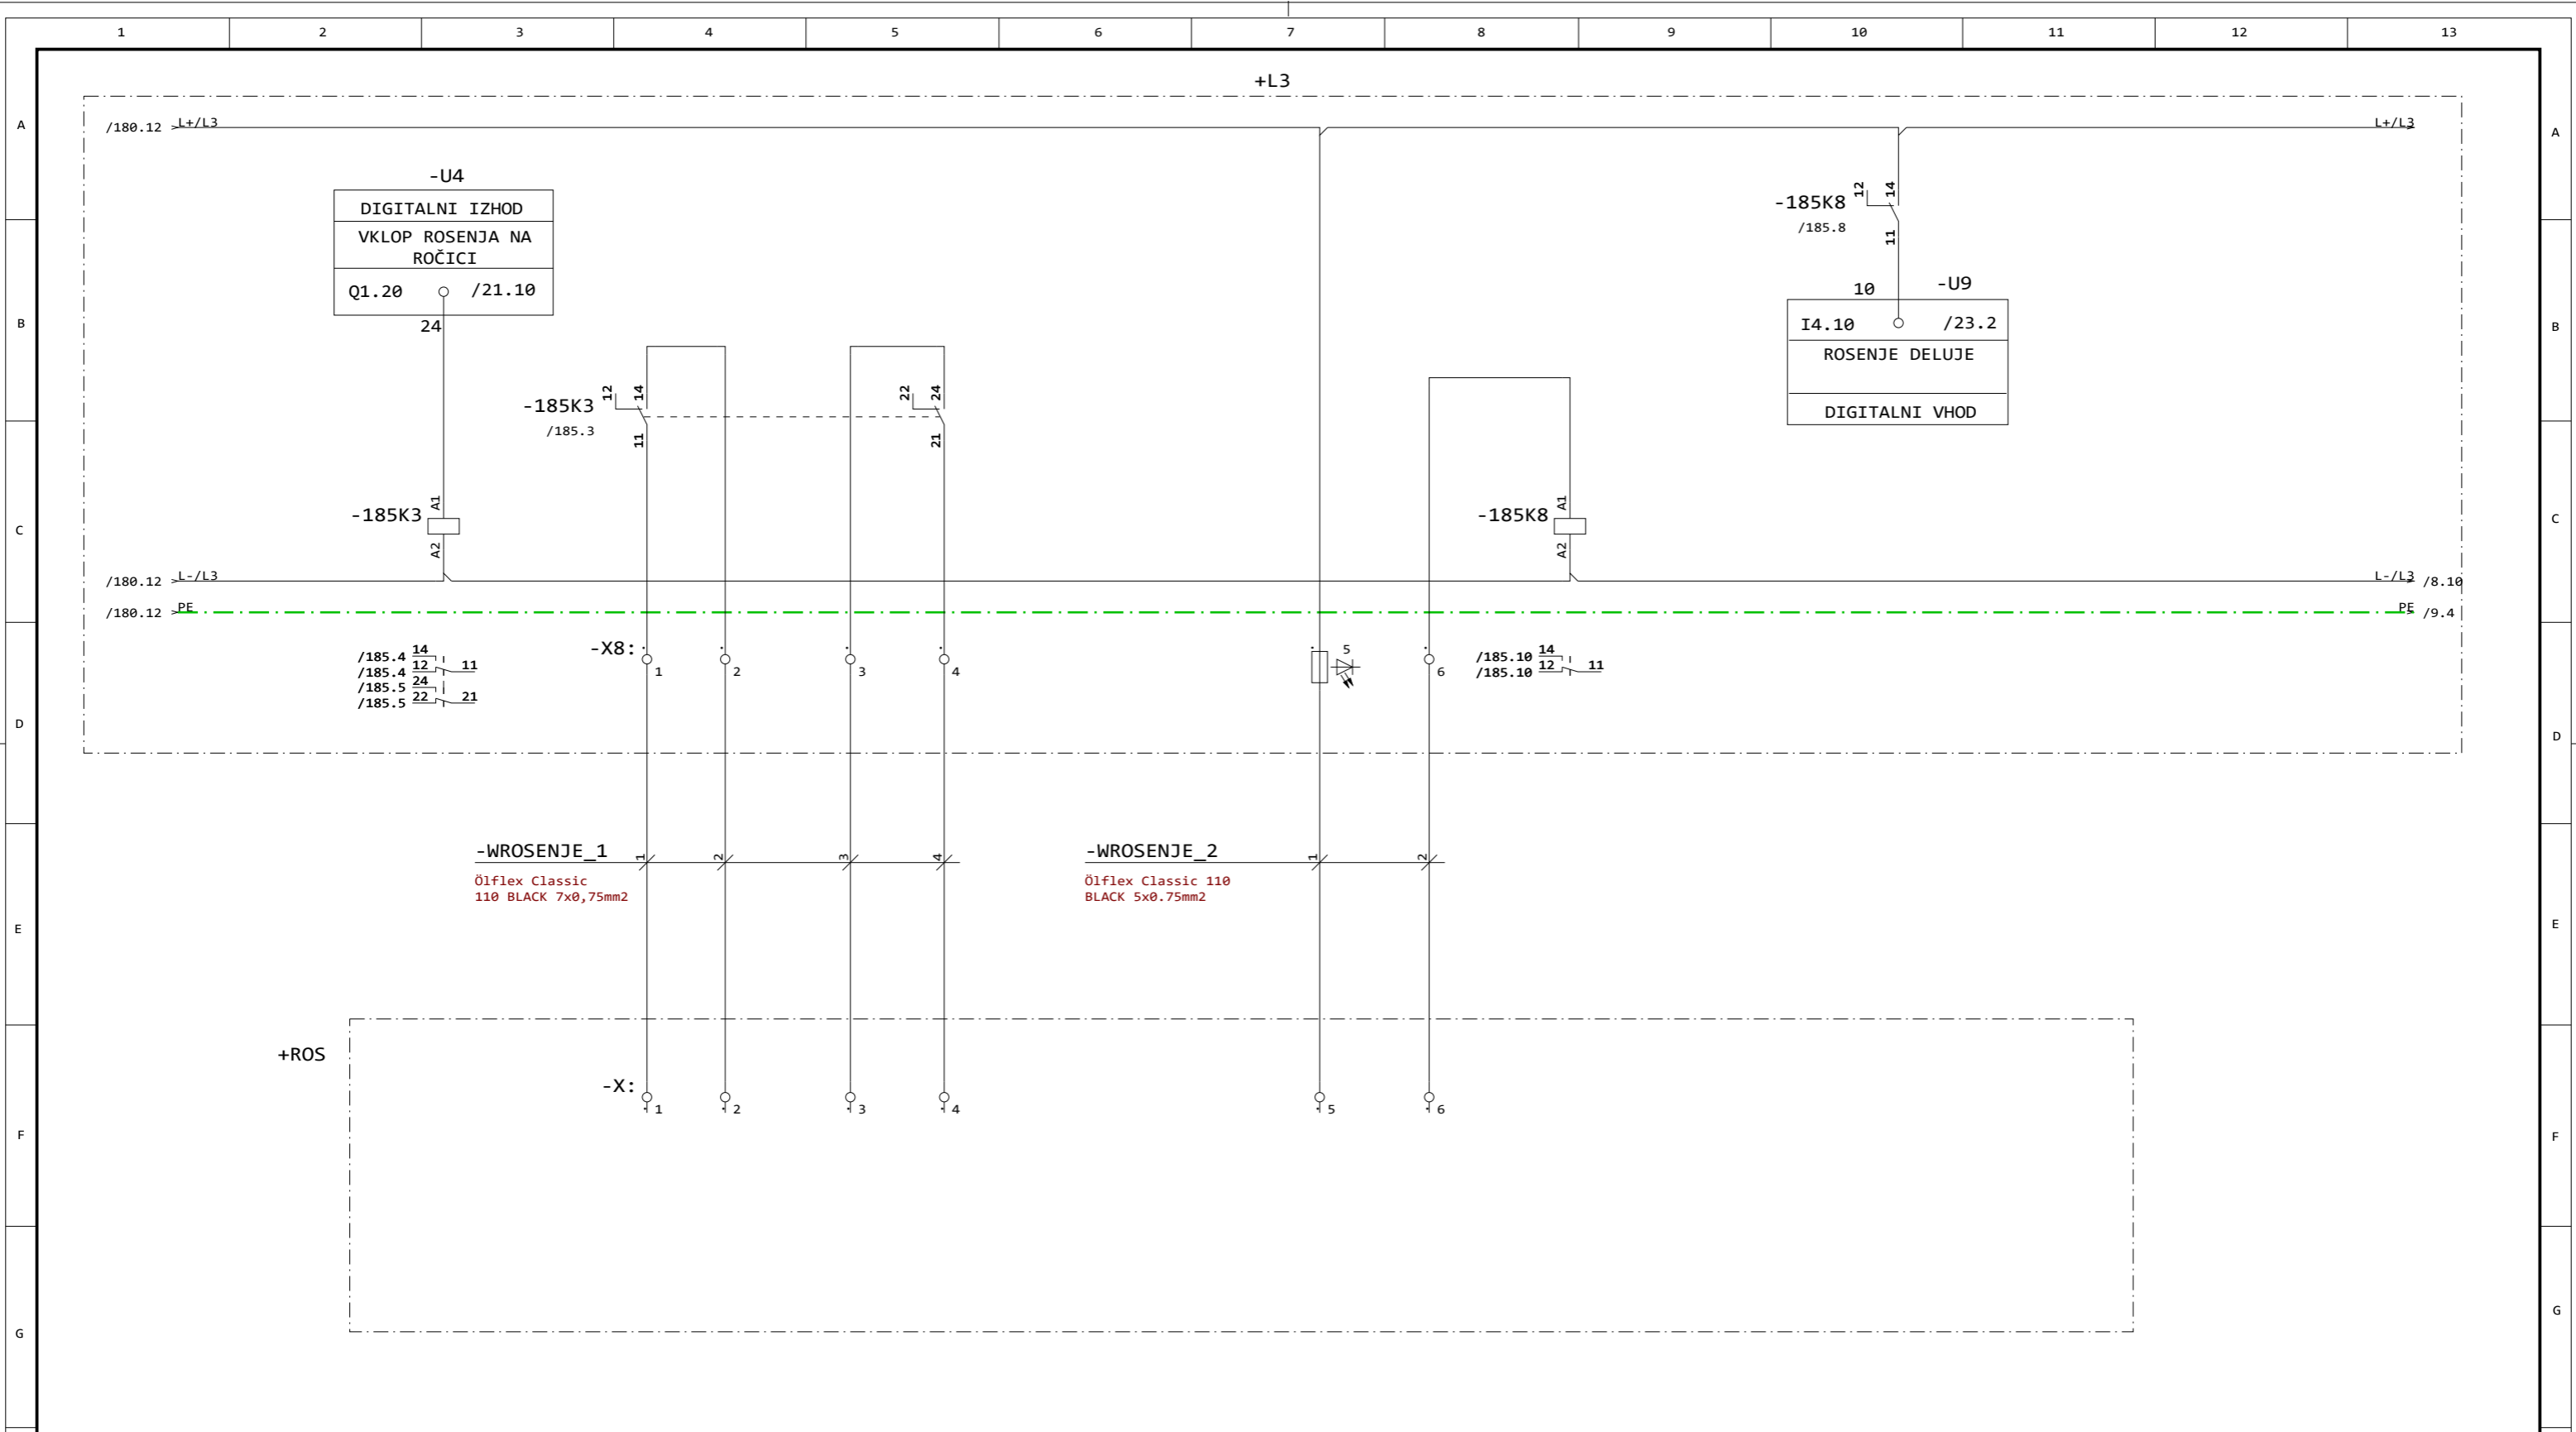 1 2 3 4 5 6 7 8 9 10 11 12 13
+L3
A A
/180.12 L+/L3 L+/L3
-U4
DIGITALNI IZHOD
VKLOP ROSENJA NA
ROČICI
Q1.20 /21.10
24
-185K8 12 14
/185.8
11
10 -U9
I4.10 /23.2
ROSENJE DELUJE
DIGITALNI VHOD
B B
-185K3 12 14 22 24
/185.3
11 21
-185K3 A1
A2
-185K8 A1
A2
C C
/180.12 L-/L3 L-/L3 /8.10
/180.12 PE PE /9.4
/185.4 14
/185.4 12 11
/185.5 24
/185.5 22 21
-X8: 1 2 3 4 5 6
/185.10 14
/185.10 12 11
D D
-WROSENJE_1 1 2 3 4
Ölflex Classic
110 BLACK 7x0,75mm2
-WROSENJE_2 1 2
Ölflex Classic 110
BLACK 5x0.75mm2
E E
+ROS
-X: 1 2 3 4 5 6
F F
G G